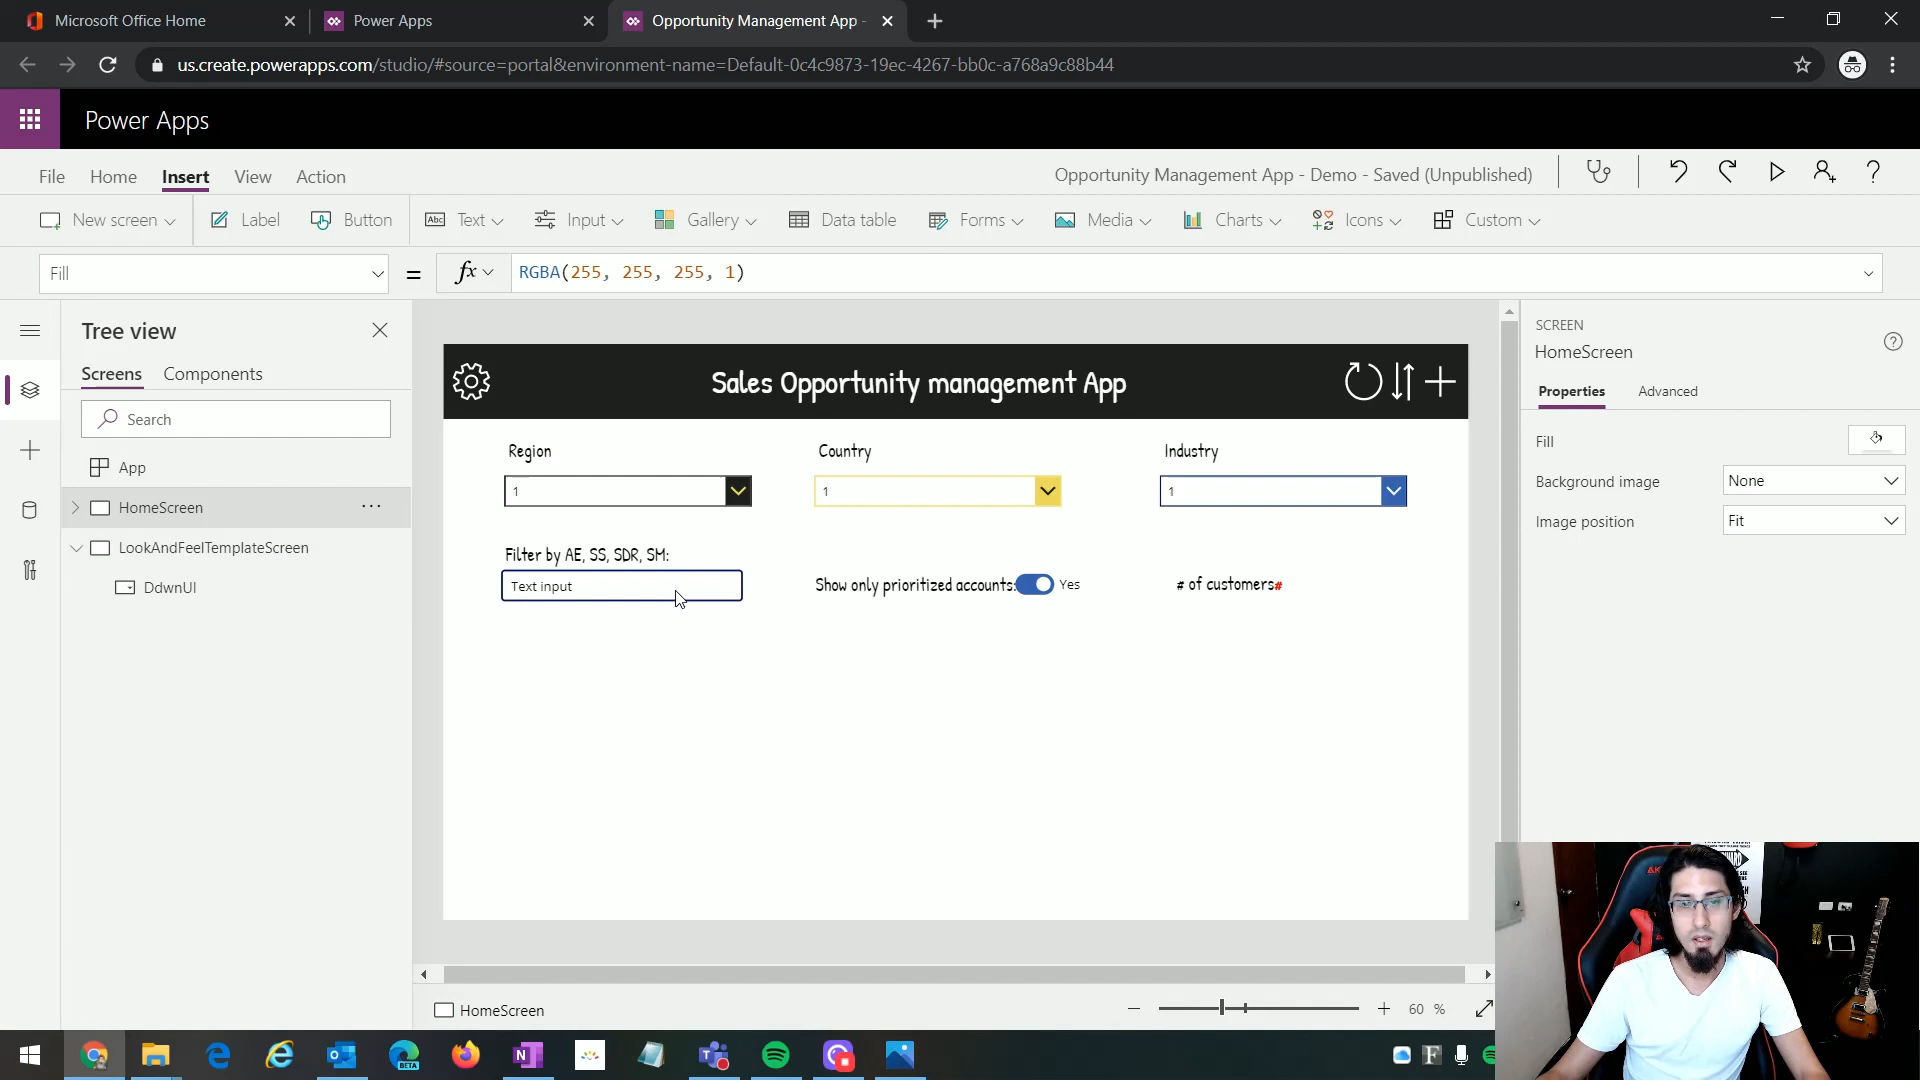 Microsoft Office Home
Power Apps
Opportunity Management App -
us.create.powerapps.com/studio/#source=portal&environment-name=Default-0c4c9873-19ec-4267-bb0c-a768a9c88b44
Power Apps
File Home Insert View Action
Opportunity Management App - Demo - Saved (Unpublished)
New screen Label Button Text Input Gallery Data table Forms Media Charts Icons Custom
Fill = fx RGBA(255, 255, 255, 1)
Tree view
Screens Components
Search
App
HomeScreen ...
LookAndFeelTemplateScreen
DdwnUI
Sales Opportunity management App
Region Country Industry
1 1 1
Filter by AE, SS, SDR, SM:
Text input
Show only prioritized accounts: Yes
# of customers#
SCREEN
HomeScreen
Properties Advanced
Fill
Background image None
Image position Fit
HomeScreen
60 %
BETA